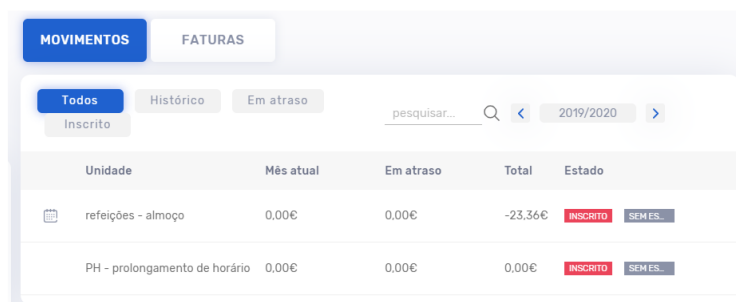 MOVIMENTOS FATURAS
Todos Histórico Em atraso
Inscrito
pesquisar... 2019/2020
Unidade Mês atual Em atraso Total Estado
refeições - almoço 0,00€ 0,00€ -23,36€ INSCRITO SEM ES...
PH - prolongamento de horário 0,00€ 0,00€ 0,00€ INSCRITO SEM ES...